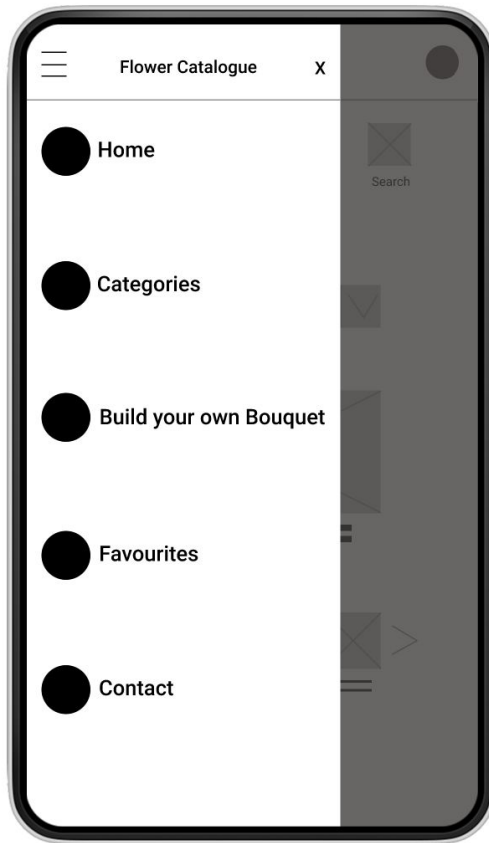 Flower Catalogue X
Home
Search
Categories
Build your own Bouquet
Favourites
Contact